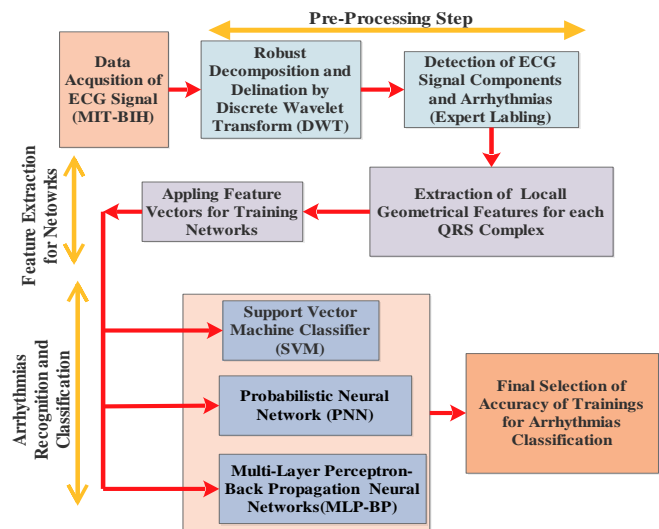 Pre-Processing Step
Data
Acqusition of
ECG Signal
(MIT-BIH)
Robust
Decomposition and
Delination by
Discrete Wavelet
Transform (DWT)
Detection of ECG
Signal Components
and Arrhythmias
(Expert Labling)
Feature Extraction
for Netowrks
Appling Feature
Vectors for Training
Networks
Extraction of Locall
Geometrical Features for each
QRS Complex
Arrhythmias
Recognition and
Classification
Support Vector
Machine Classifier
(SVM)
Probabilistic Neural
Network (PNN)
Multi-Layer Perceptron-
Back Propagation Neural
Networks(MLP-BP)
Final Selection of
Accuracy of Trainings
for Arrhythmias
Classification